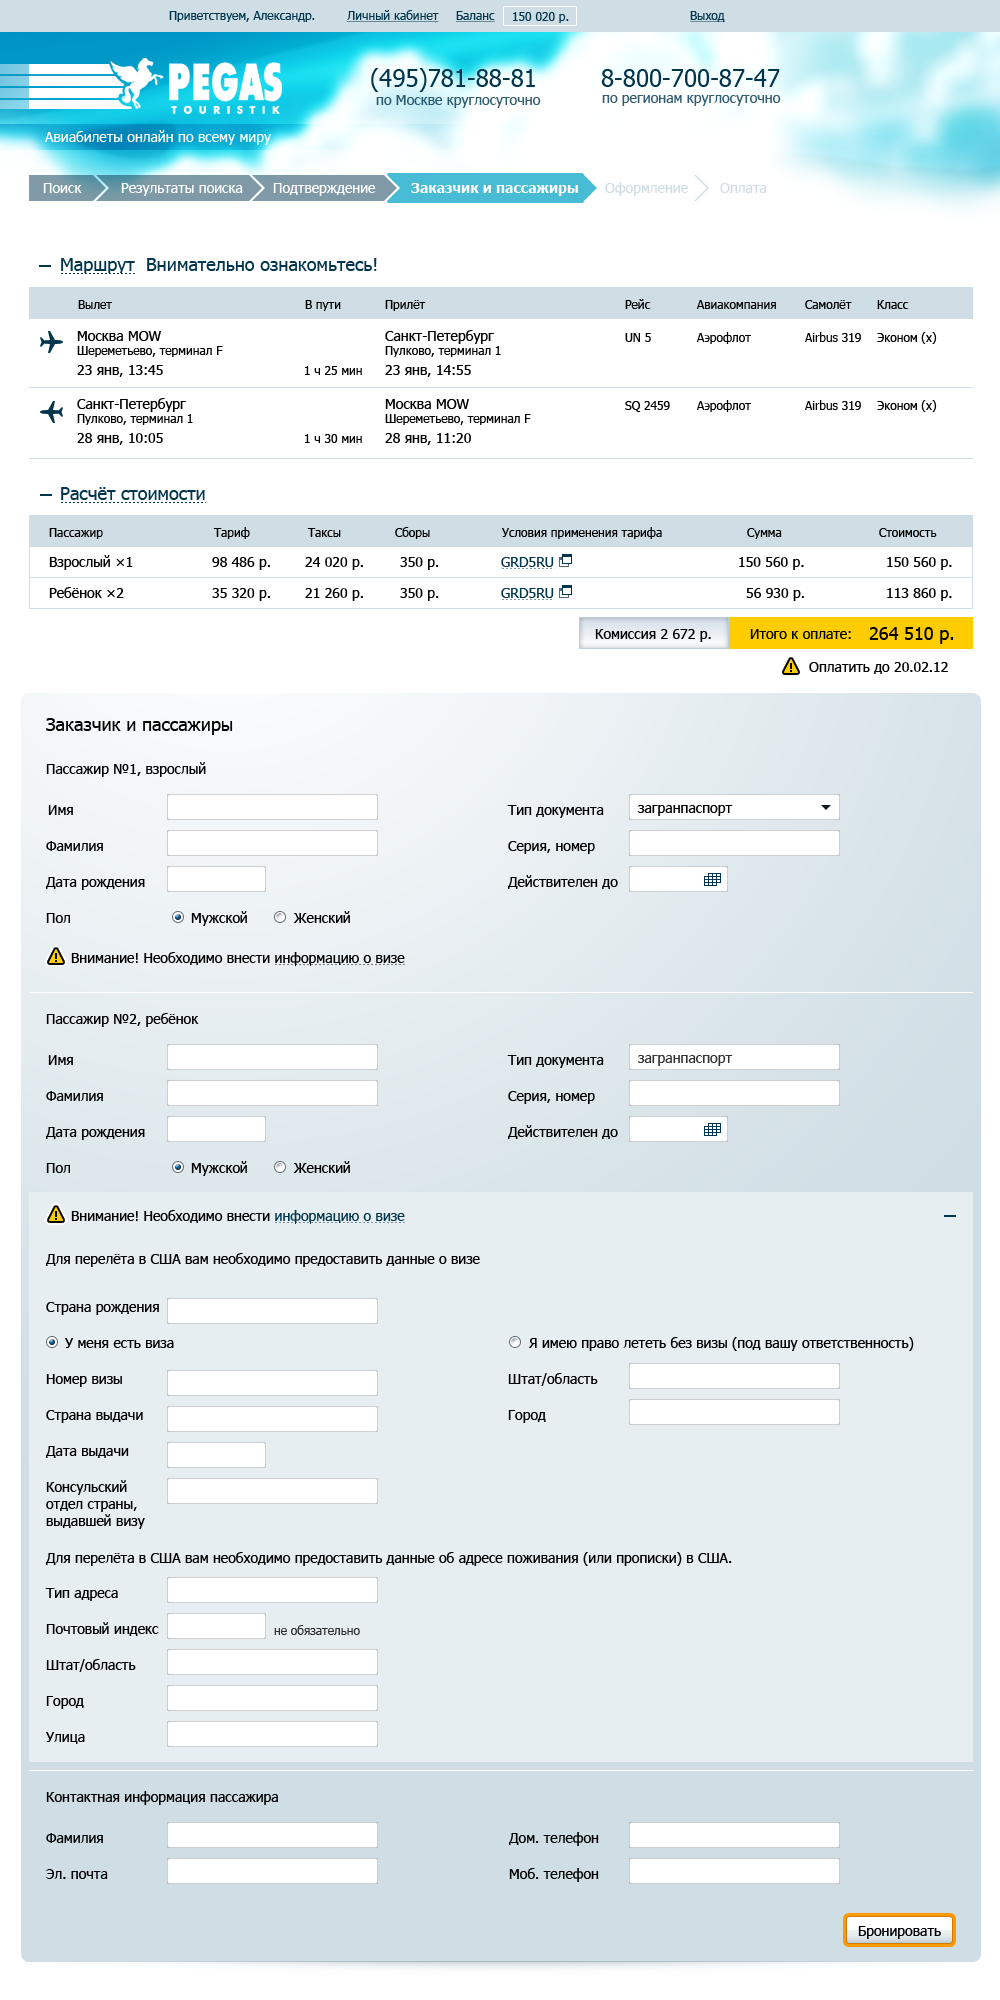 Приветствуем, Александр. Личный кабинет Баланс 150 020 р. Выход
PEGAS
TOURISTIK
(495)781-88-81 8-800-700-87-47
по Москве круглосуточно по регионам круглосуточно
Авиабилеты онлайн по всему миру
Поиск Результаты поиска Подтверждение Заказчик и пассажиры Оформление Оплата
Маршрут Внимательно ознакомьтесь!
Вылет В пути Прилёт Рейс Авиакомпания Самолёт Класс
Москва MOW Санкт-Петербург UN 5 Аэрофлот Airbus 319 Эконом (x)
Шереметьево, терминал F Пулково, терминал 1
23 янв, 13:45 1 ч 25 мин 23 янв, 14:55
Санкт-Петербург Москва MOW SQ 2459 Аэрофлот Airbus 319 Эконом (x)
Пулково, терминал 1 Шереметьево, терминал F
28 янв, 10:05 1 ч 30 мин 28 янв, 11:20
Расчёт стоимости
Пассажир Тариф Таксы Сборы Условия применения тарифа Сумма Стоимость
Взрослый ×1 98 486 р. 24 020 р. 350 р. GRD5RU 150 560 р. 150 560 р.
Ребёнок ×2 35 320 р. 21 260 р. 350 р. GRD5RU 56 930 р. 113 860 р.
Комиссия 2 672 р. Итого к оплате: 264 510 р.
Оплатить до 20.02.12
Заказчик и пассажиры
Пассажир №1, взрослый
Имя Тип документа загранпаспорт
Фамилия Серия, номер
Дата рождения Действителен до
Пол Мужской Женский
Внимание! Необходимо внести информацию о визе
Пассажир №2, ребёнок
Имя Тип документа загранпаспорт
Фамилия Серия, номер
Дата рождения Действителен до
Пол Мужской Женский
Внимание! Необходимо внести информацию о визе
Для перелёта в США вам необходимо предоставить данные о визе
Страна рождения
У меня есть виза Я имею право лететь без визы (под вашу ответственность)
Номер визы Штат/область
Страна выдачи Город
Дата выдачи
Консульский
отдел страны,
выдавшей визу
Для перелёта в США вам необходимо предоставить данные об адресе поживания (или прописки) в США.
Тип адреса
Почтовый индекс не обязательно
Штат/область
Город
Улица
Контактная информация пассажира
Фамилия Дом. телефон
Эл. почта Моб. телефон
Бронировать